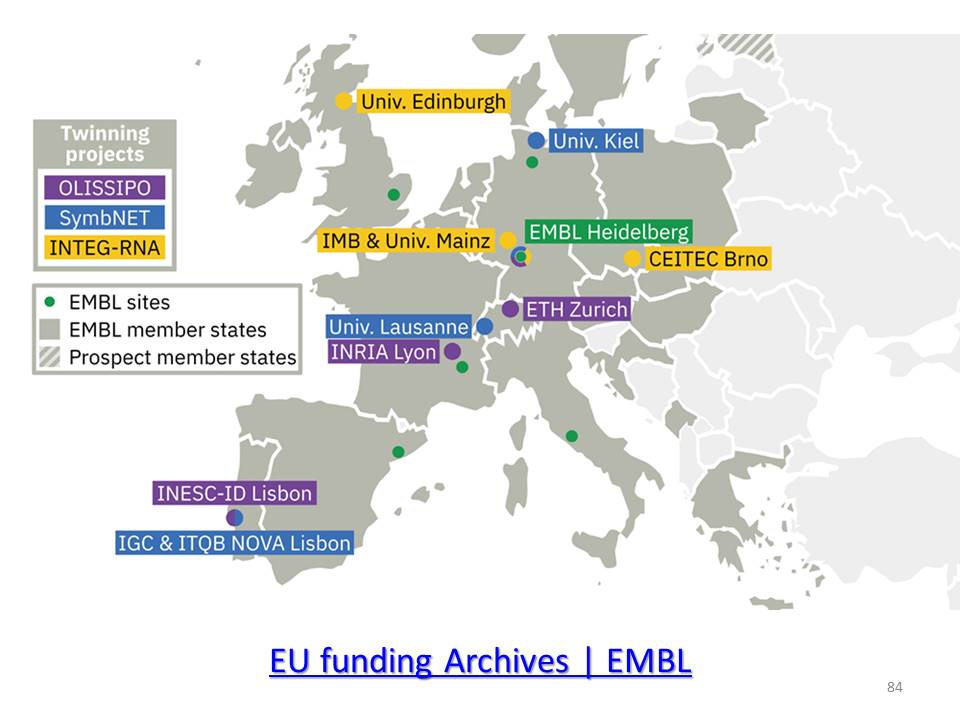 Univ. Edinburgh
Twinning
projects
OLISSIPO
SymbNET
INTEG-RNA
Univ. Kiel
EMBL Heidelberg
IMB & Univ. Mainz
CEITEC Brno
EMBL sites
EMBL member states
Prospect member states
ETH Zurich
Univ. Lausanne
INRIA Lyon
INESC-ID Lisbon
IGC & ITQB NOVA Lisbon
EU funding Archives | EMBL
84